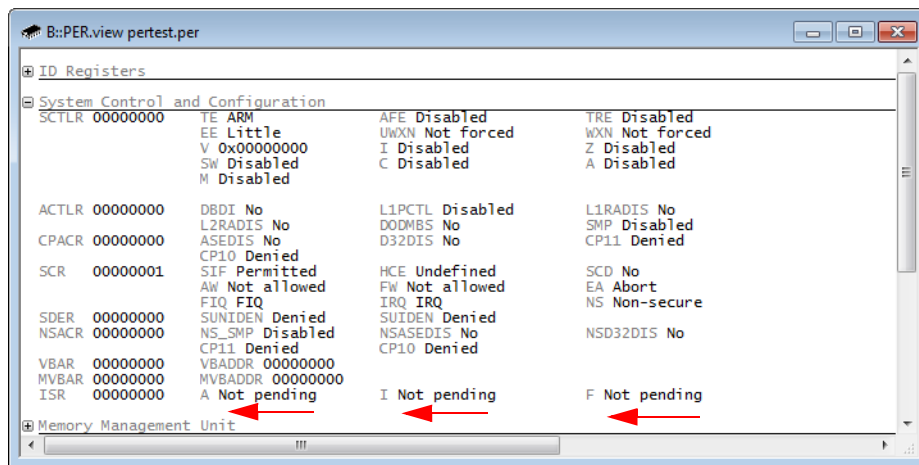 B::PER.view pertest.per
ID Registers
System Control and Configuration
SCTLR 00000000 TE ARM AFE Disabled TRE Disabled
EE Little UWXN Not forced WXN Not forced
V 0x00000000 I Disabled Z Disabled
SW Disabled C Disabled A Disabled
M Disabled
ACTLR 00000000 DBDI No L1PCTL Disabled L1RADIS No
L2RADIS No DODMBS No SMP Disabled
CPACR 00000000 ASEDIS No D32DIS No CP11 Denied
CP10 Denied
SCR 00000001 SIF Permitted HCE Undefined SCD No
AW Not allowed FW Not allowed EA Abort
FIQ FIQ IRQ IRQ NS Non-secure
SDER 00000000 SUNIDEN Denied SUIDEN Denied
NSACR 00000000 NS_SMP Disabled NSASEDIS No NSD32DIS No
CP11 Denied CP10 Denied
VBAR 00000000 VBADDR 00000000
MVBAR 00000000 MVBADDR 00000000
ISR 00000000 A Not pending I Not pending F Not pending
Memory Management Unit